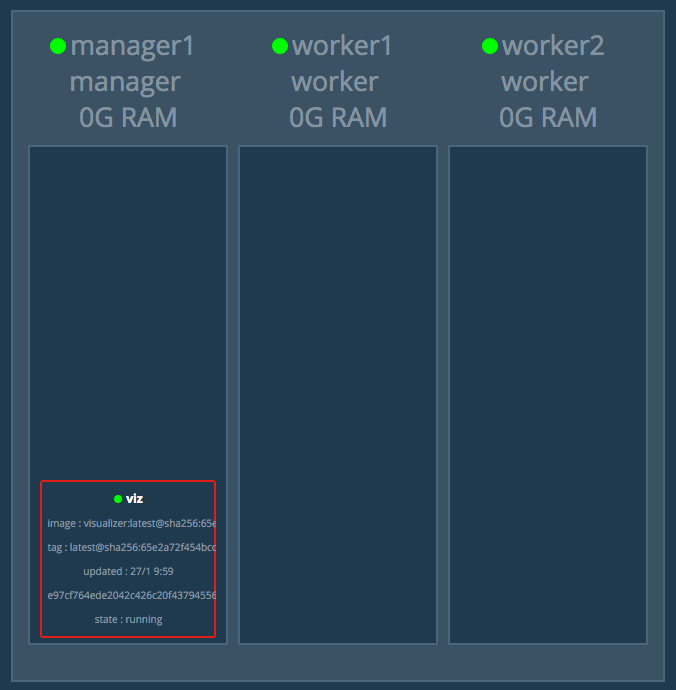 manager1
manager
0G RAM
worker1
worker
0G RAM
worker2
worker
0G RAM
viz
image : visualizer:latest@sha256:65e
tag : latest@sha256:65e2a72f454bcc
updated : 27/1 9:59
e97cf764ede2042c426c20f43794556
state : running